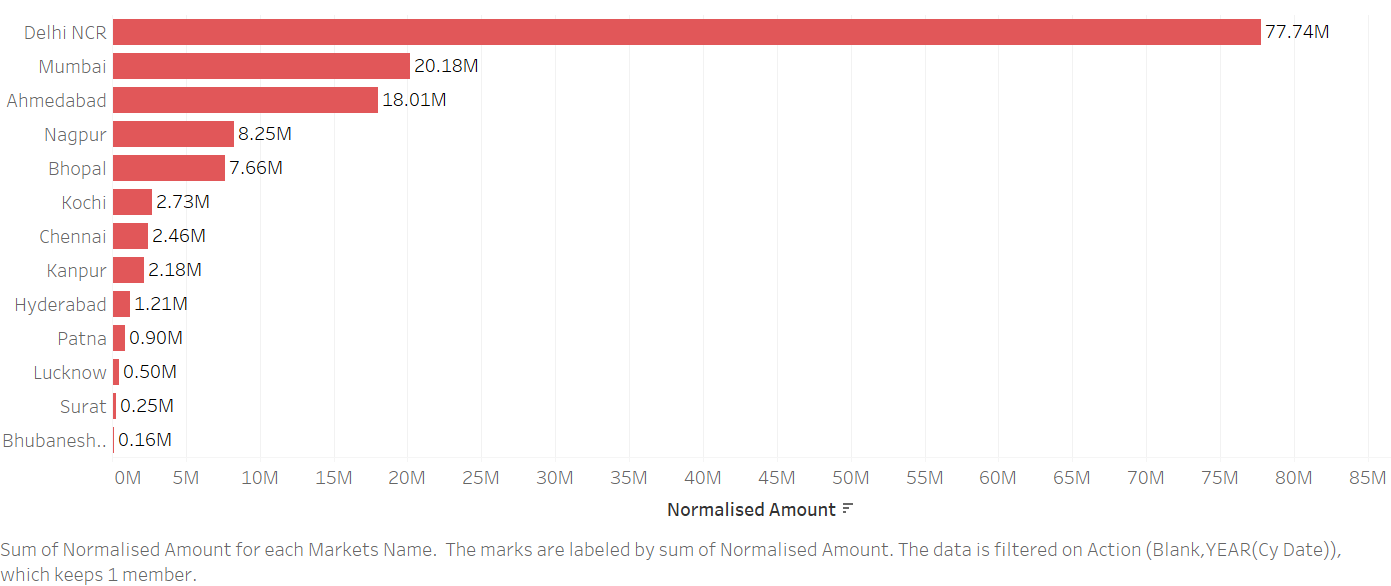 Delhi NCR 77.74M
Mumbai 20.18M
Ahmedabad 18.01M
Nagpur 8.25M
Bhopal 7.66M
Kochi 2.73M
Chennai 2.46M
Kanpur 2.18M
Hyderabad 1.21M
Patna 0.90M
Lucknow 0.50M
Surat 0.25M
Bhubanesh.. 0.16M
0M 5M 10M 15M 20M 25M 30M 35M 40M 45M 50M 55M 60M 65M 70M 75M 80M 85M
Normalised Amount
Sum of Normalised Amount for each Markets Name.  The marks are labeled by sum of Normalised Amount. The data is filtered on Action (Blank,YEAR(Cy Date)),
which keeps 1 member.